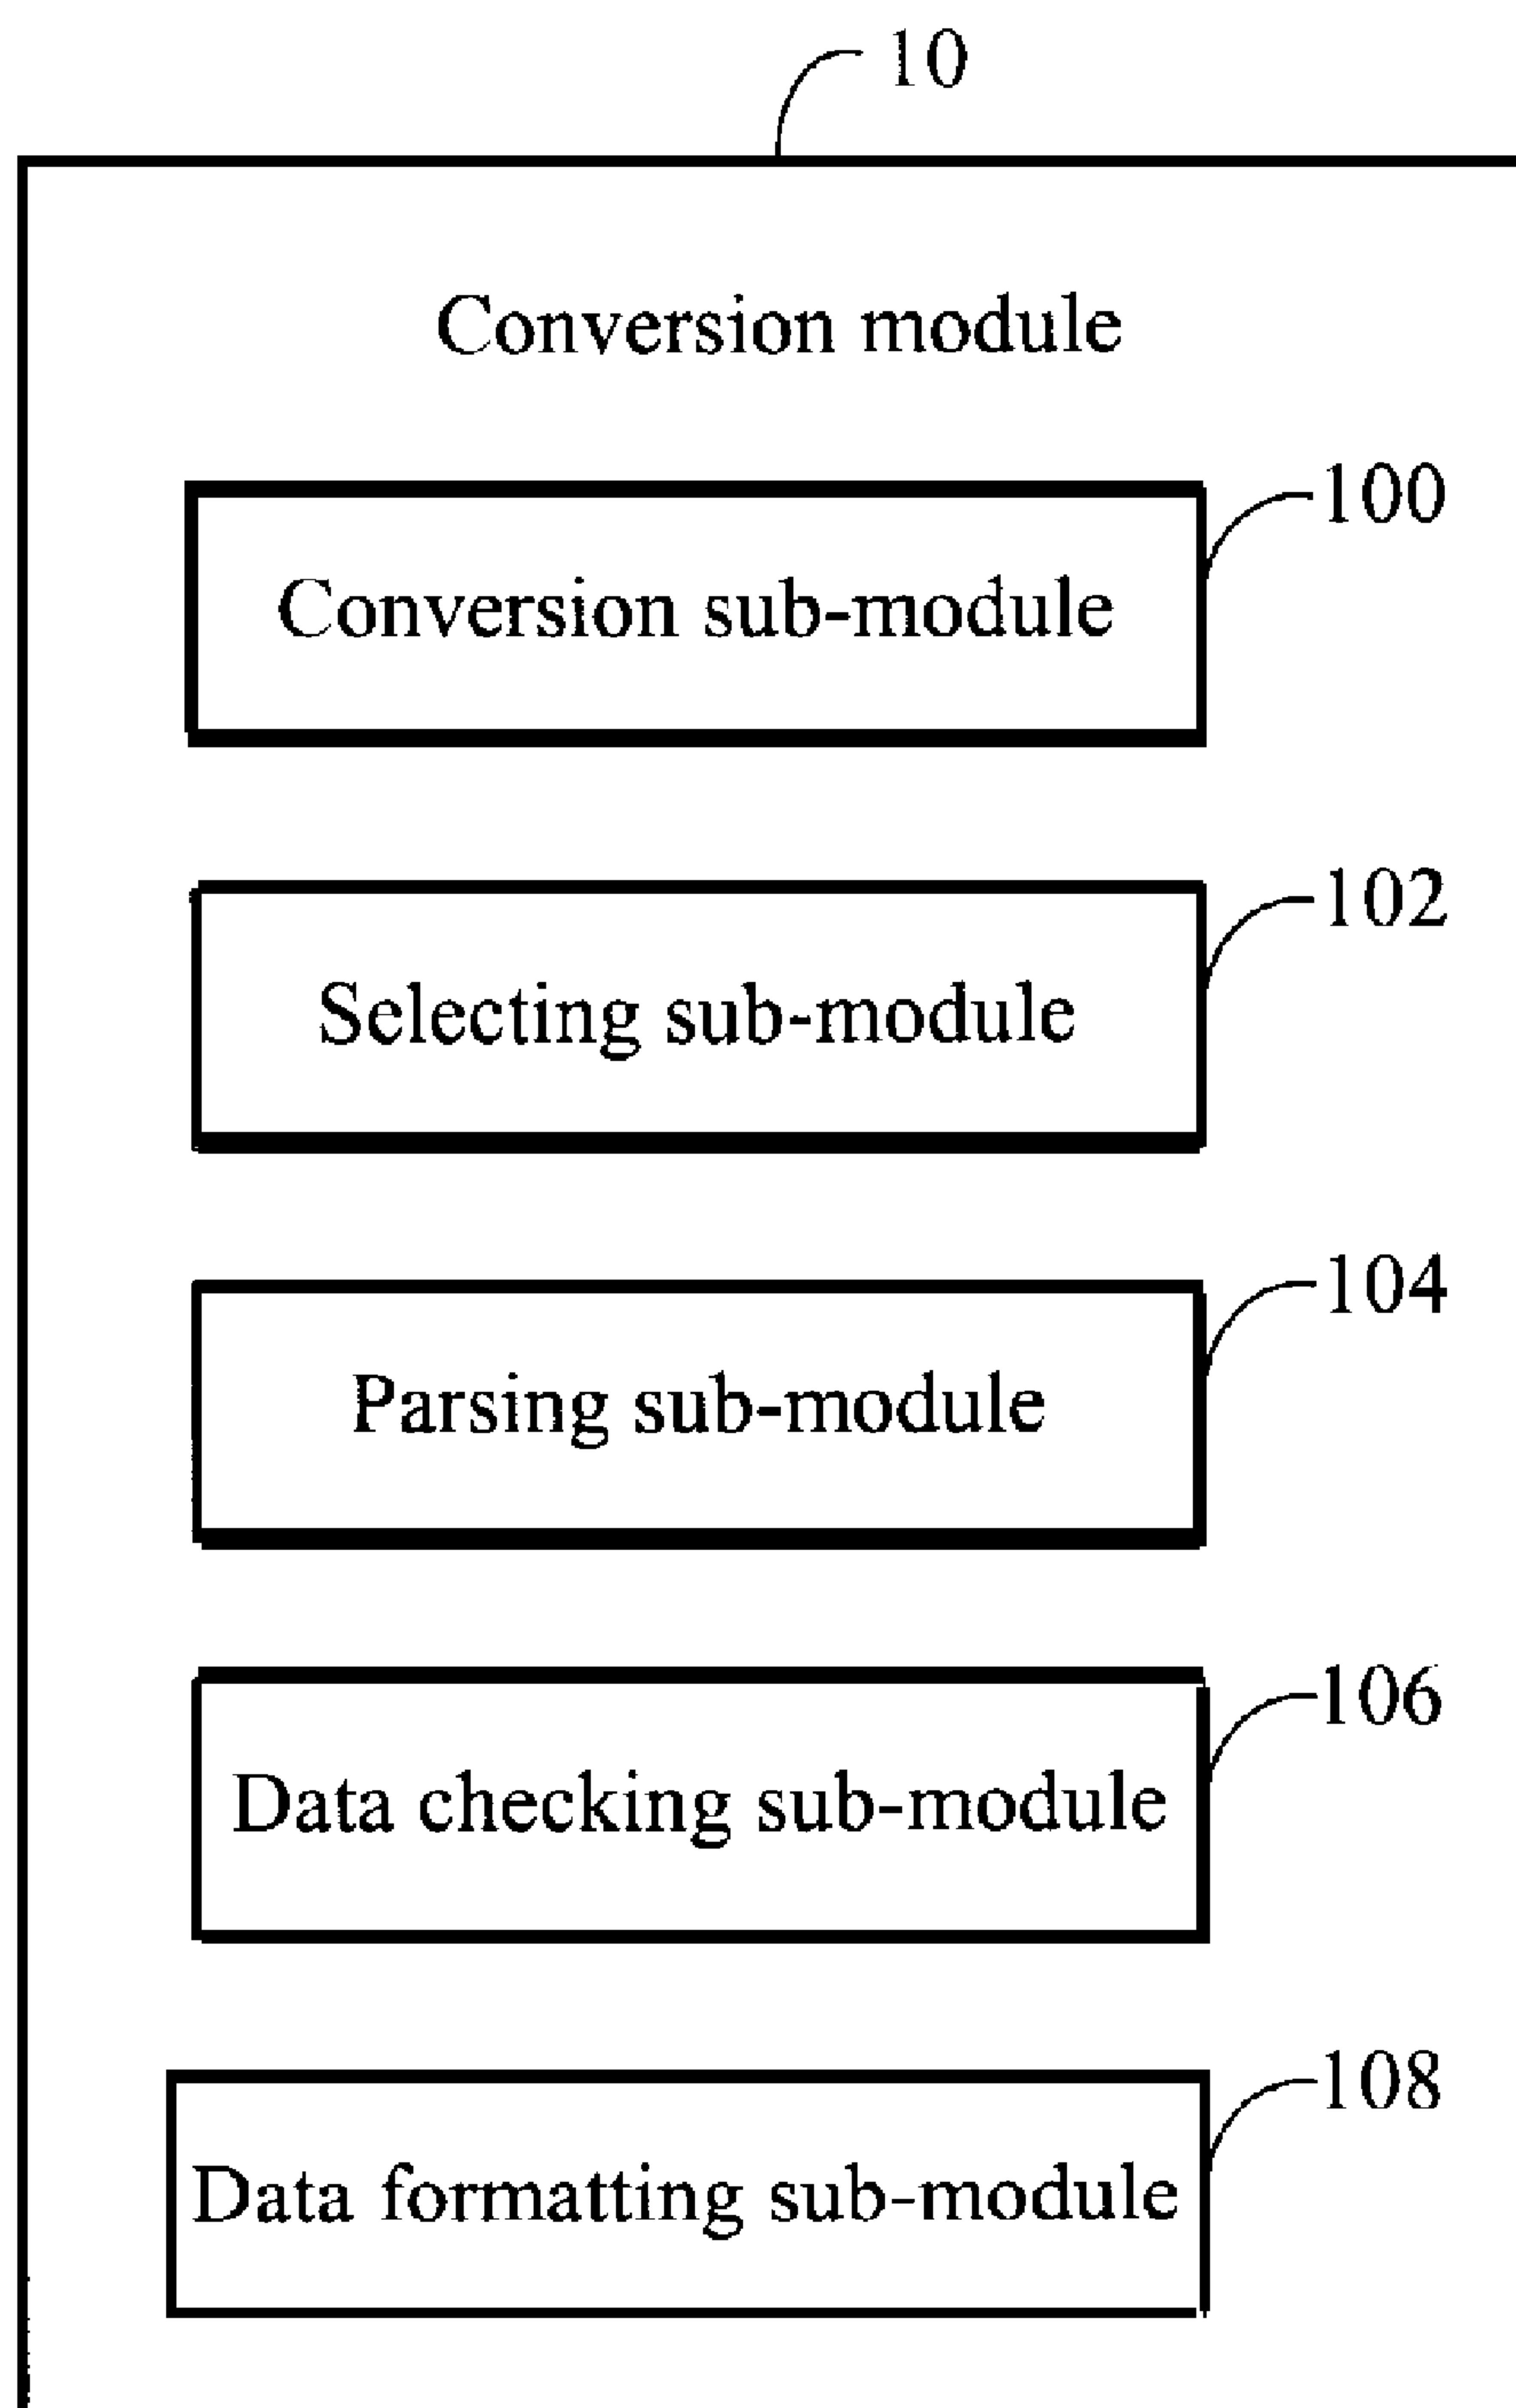 10
Conversion module
100
Conversion sub-module
102
Selecting sub-module
104
Parsing sub-module
106
Data checking sub-module
108
Data formatting sub-module